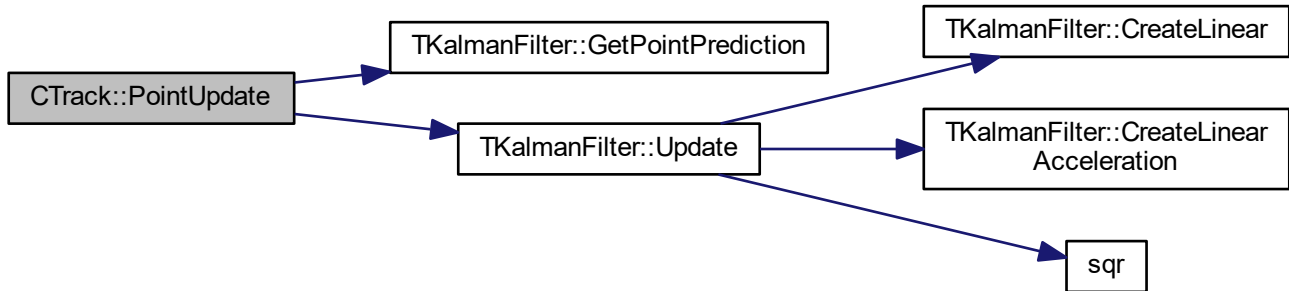 CTrack::PointUpdate
TKalmanFilter::GetPointPrediction
TKalmanFilter::Update
TKalmanFilter::CreateLinear
TKalmanFilter::CreateLinear
Acceleration
sqr